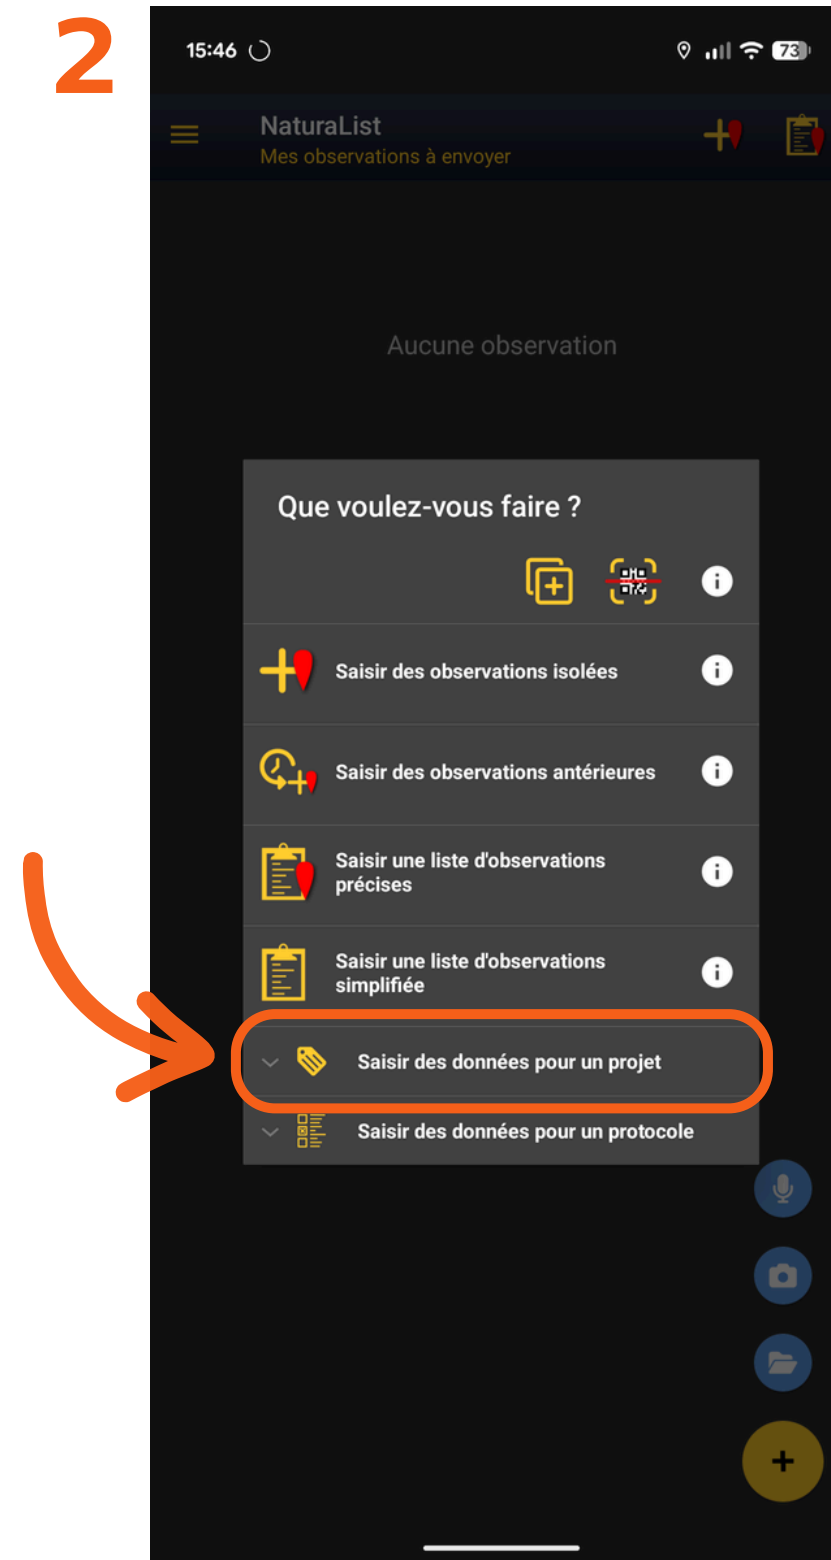 2
15:46
73
NaturaList
Mes observations à envoyer
Aucune observation
Que voulez-vous faire ?
Saisir des observations isolées
Saisir des observations antérieures
Saisir une liste d'observations
précises
Saisir une liste d'observations
simplifiée
Saisir des données pour un projet
Saisir des données pour un protocole